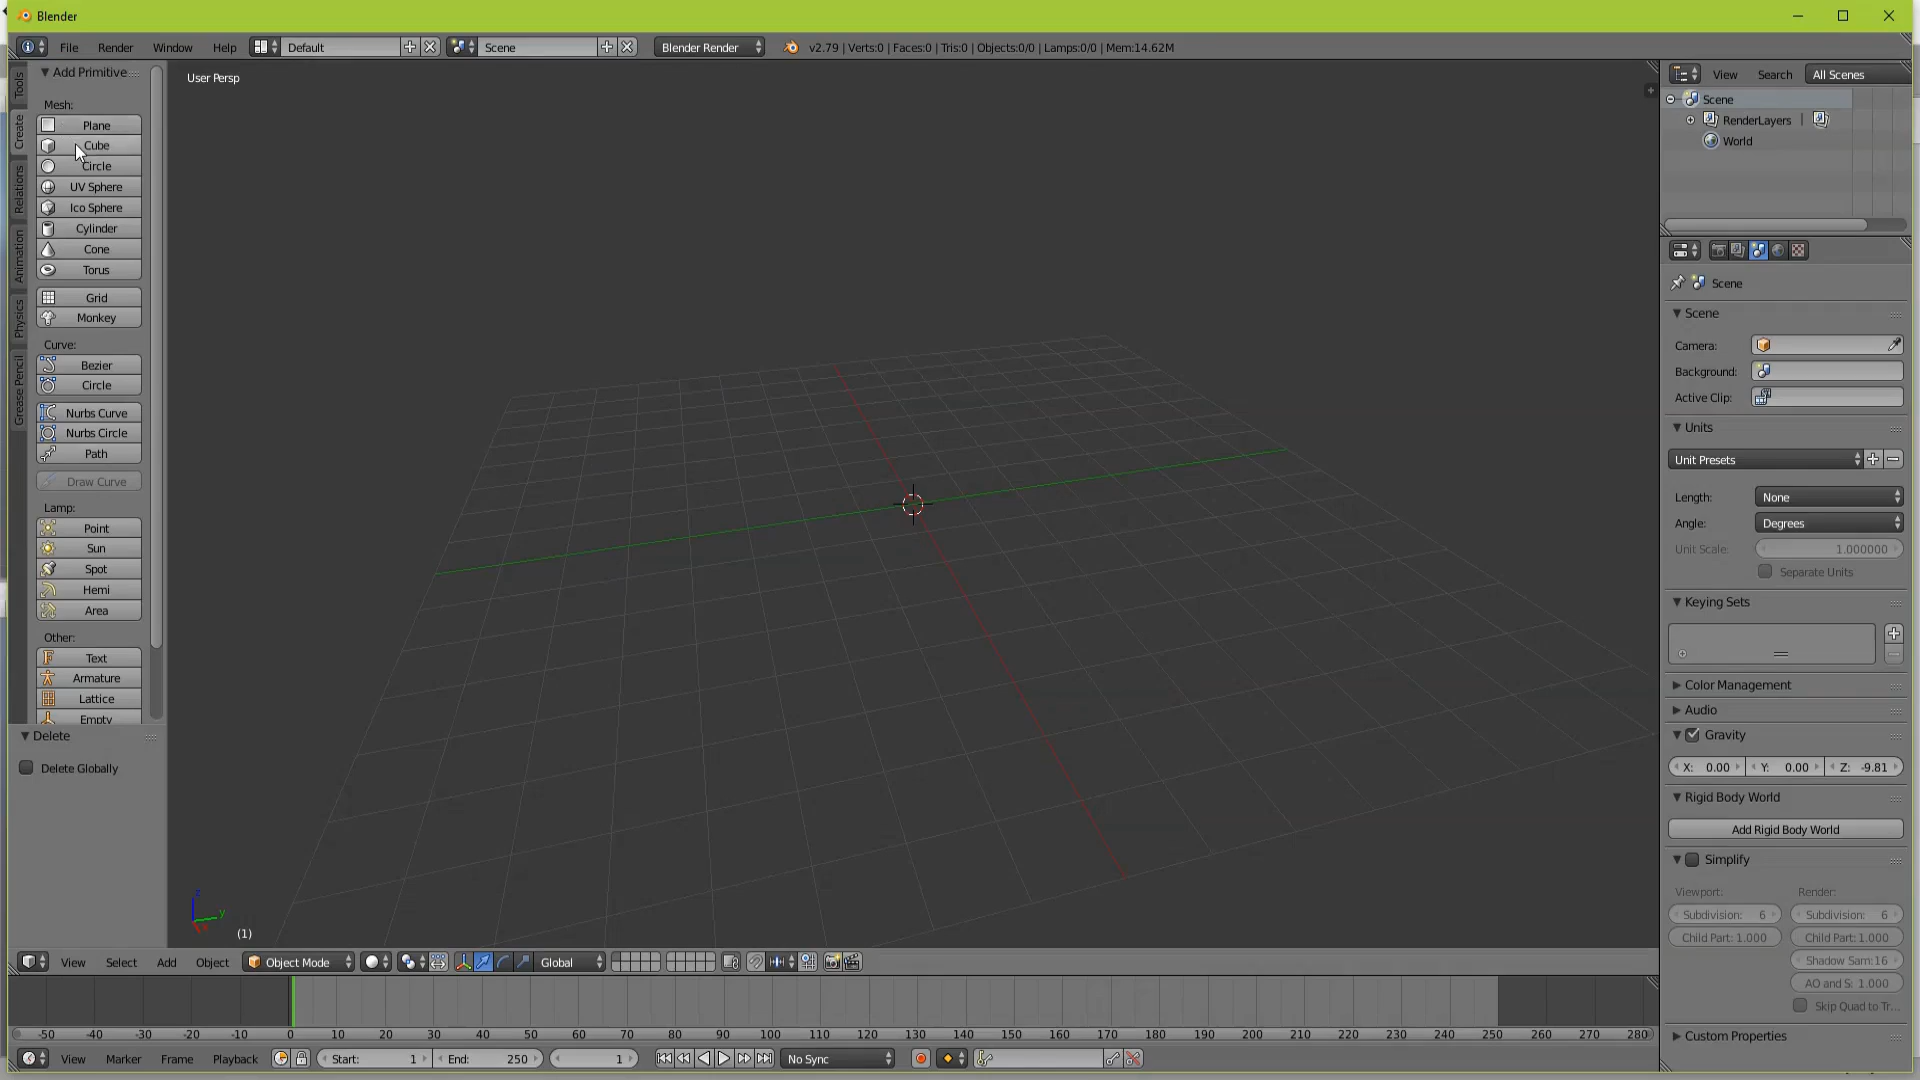 Blender
File Render Window Help Default Scene Blender Render v2.79 | Verts:0 | Faces:0 | Tris:0 | Objects:0/0 | Lamps:0/0 | Mem:14.62M
Tools
Create
Relations
Animation
Physics
Grease Pencil
Add Primitive
Mesh:
Plane
Cube
Circle
UV Sphere
Ico Sphere
Cylinder
Cone
Torus
Grid
Monkey
Curve:
Bezier
Circle
Nurbs Curve
Nurbs Circle
Path
Draw Curve
Lamp:
Point
Sun
Spot
Hemi
Area
Other:
Text
Armature
Lattice
Empty
Delete
Delete Globally
User Persp
z
y
x
(1)
View Search All Scenes
Scene
RenderLayers |
World
Scene
Scene
Camera:
Background:
Active Clip:
Units
Unit Presets
Length: None
Angle: Degrees
Unit Scale: 1.000000
Separate Units
Keying Sets
Color Management
Audio
Gravity
X: 0.00 Y: 0.00 Z: -9.81
Rigid Body World
Add Rigid Body World
Simplify
Viewport: Render:
Subdivision: 6 Subdivision: 6
Child Part: 1.000 Child Part: 1.000
Shadow Sam:16
AO and S: 1.000
Skip Quad to Tr...
Custom Properties
View Select Add Object Object Mode Global
-50 -40 -30 -20 -10 0 10 20 30 40 50 60 70 80 90 100 110 120 130 140 150 160 170 180 190 200 210 220 230 240 250 260 270 280
View Marker Frame Playback Start: 1 End: 250 1 No Sync